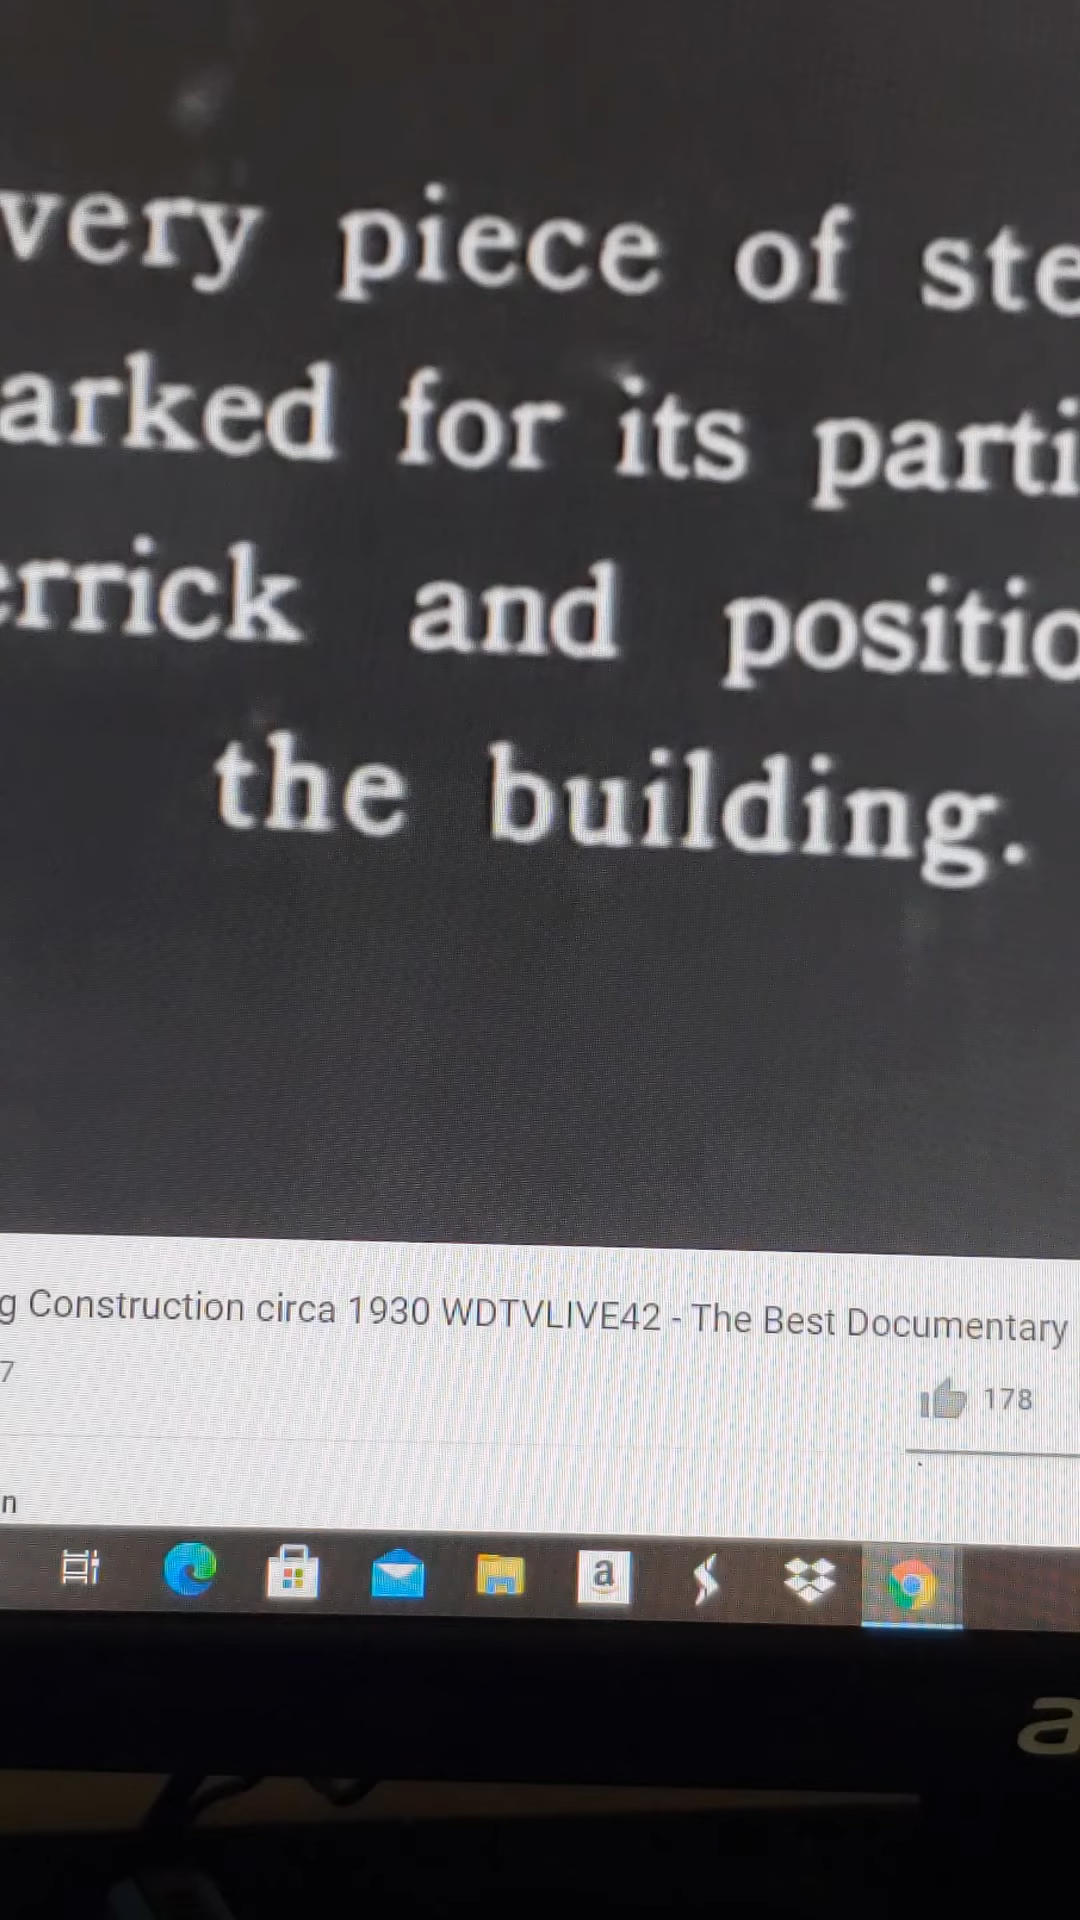 very piece of ste
arked for its parti
errick and positio
the building.
g Construction circa 1930 WDTVLIVE42 - The Best Documentary
7
178
n
a
a